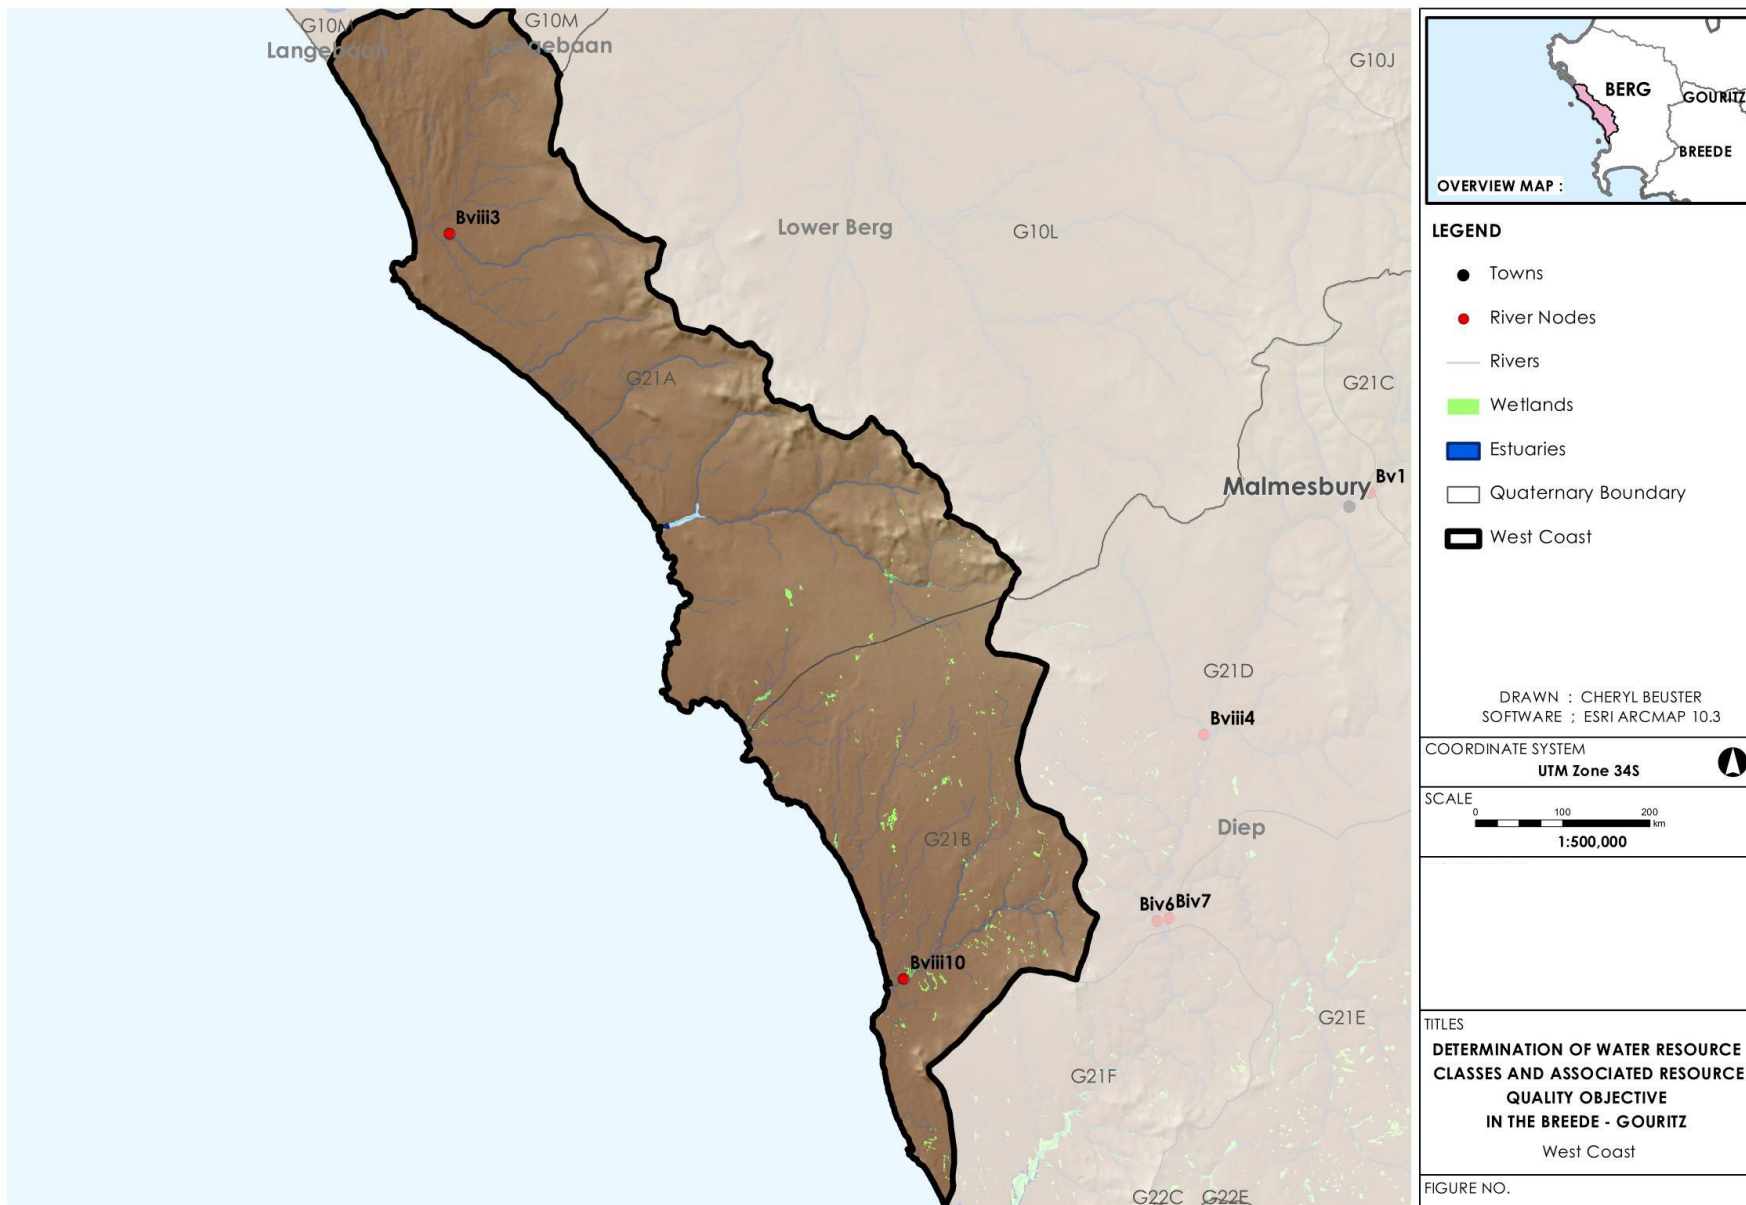 G10M
Langebaan
G10M
Langebaan
G10J
Bviii3
Lower Berg
G10L
G21A
G21C
Malmesbury
Bv1
G21D
Bviii4
G21B
Diep
Biv6
Biv7
Bviii10
G21E
G21F
G22C
G22E
BERG
GOURITZ
BREEDE
OVERVIEW MAP :
LEGEND
Towns
River Nodes
Rivers
Wetlands
Estuaries
Quaternary Boundary
West Coast
DRAWN : CHERYL BEUSTER
SOFTWARE ; ESRI ARCMAP 10.3
COORDINATE SYSTEM
UTM Zone 34S
SCALE
0 100 200
km
1:500,000
TITLES
DETERMINATION OF WATER RESOURCE
CLASSES AND ASSOCIATED RESOURCE
QUALITY OBJECTIVE
IN THE BREEDE - GOURITZ
West Coast
FIGURE NO.